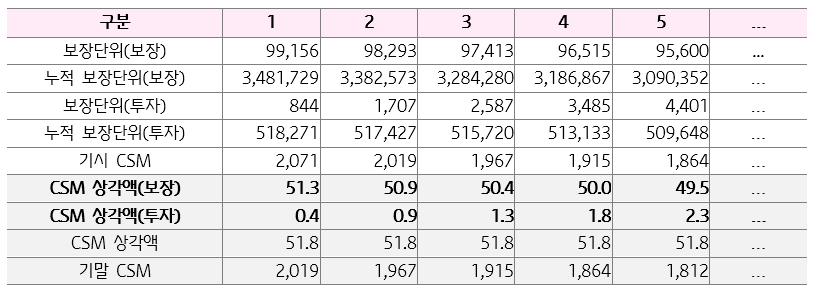 구분 1 2 3 4 5 ...
보장단위(보장) 99,156 98,293 97,413 96,515 95,600 ...
누적 보장단위(보장) 3,481,729 3,382,573 3,284,280 3,186,867 3,090,352 ...
보장단위(투자) 844 1,707 2,587 3,485 4,401 ...
누적 보장단위(투자) 518,271 517,427 515,720 513,133 509,648 ...
기시 CSM 2,071 2,019 1,967 1,915 1,864 ...
CSM 상각액(보장) 51.3 50.9 50.4 50.0 49.5 ...
CSM 상각액(투자) 0.4 0.9 1.3 1.8 2.3 ...
CSM 상각액 51.8 51.8 51.8 51.8 51.8 ...
기말 CSM 2,019 1,967 1,915 1,864 1,812 ...